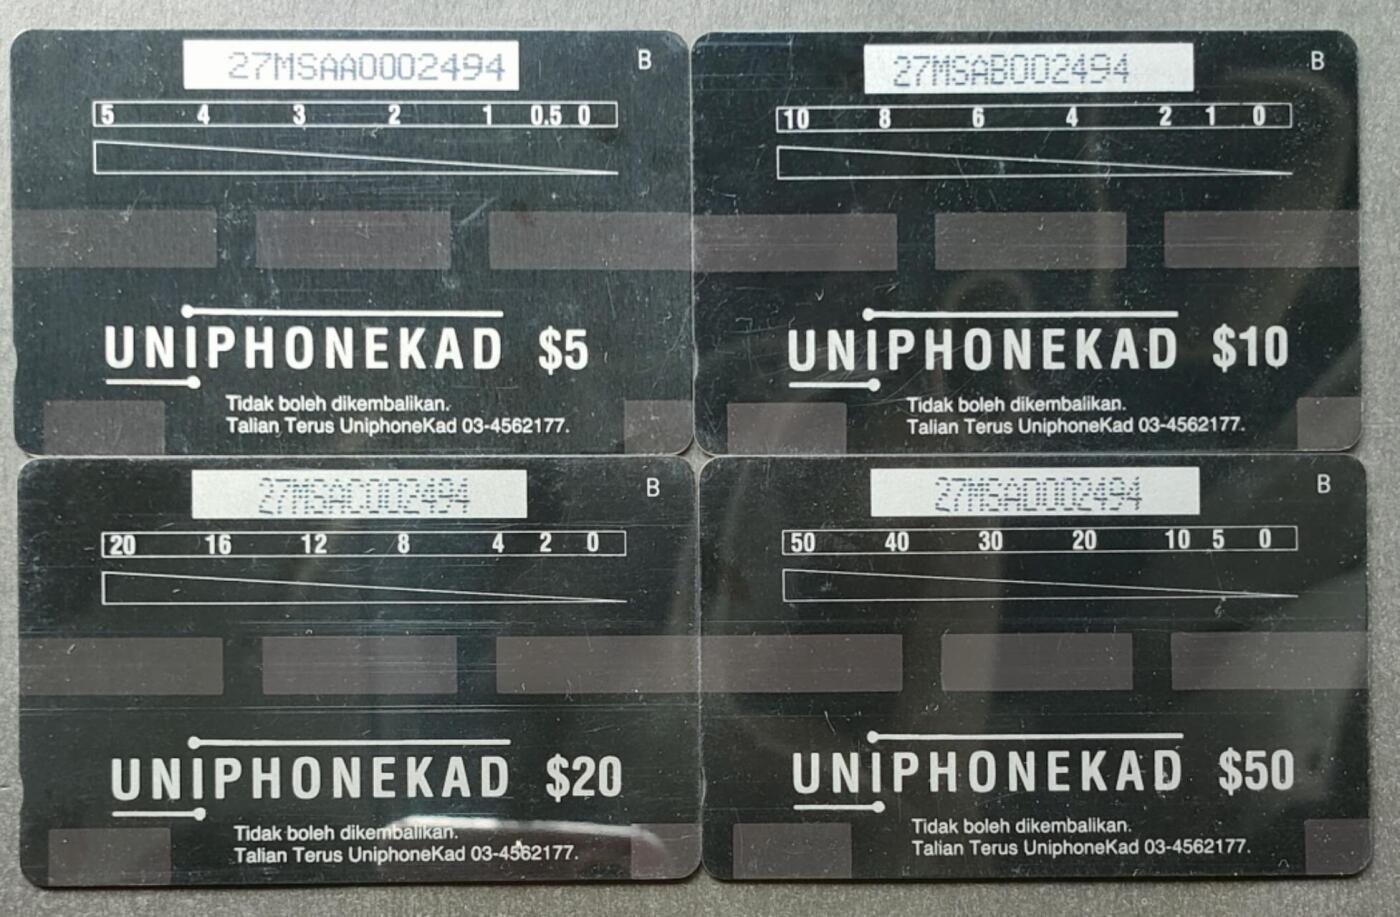 27MSAA0002494
B
5 4 3 2 1 0.5 0
UNIPHONEKAD $5
Tidak boleh dikembalikan.
Talian Terus UniphoneKad 03-4562177.
27MSAB002494
B
10 8 6 4 2 1 0
UNIPHONEKAD $10
Tidak boleh dikembalikan.
Talian Terus UniphoneKad 03-4562177.
27MSAC002494
B
20 16 12 8 4 2 0
UNIPHONEKAD $20
Tidak boleh dikembalikan.
Talian Terus UniphoneKad 03-4562177.
27MSAD002494
B
50 40 30 20 10 5 0
UNIPHONEKAD $50
Tidak boleh dikembalikan.
Talian Terus UniphoneKad 03-4562177.